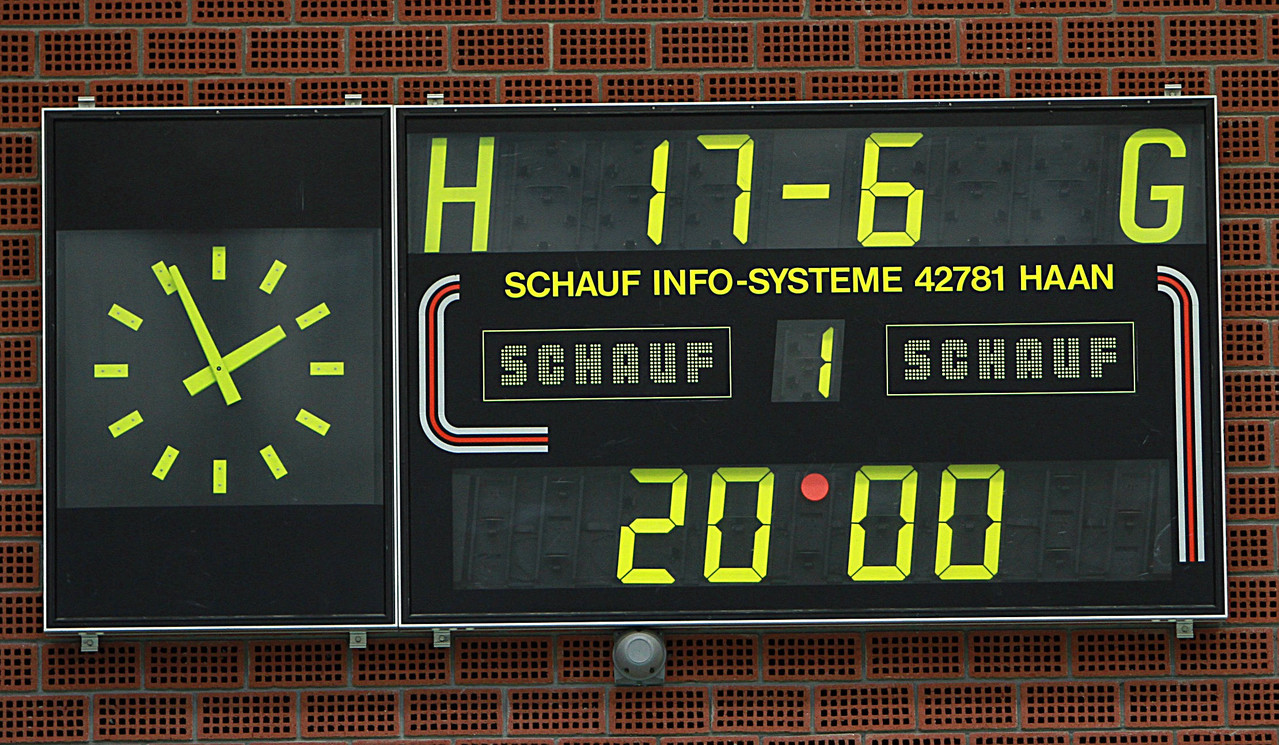 H 17-6 G
SCHAUF INFO-SYSTEME 42781 HAAN
SCHAUF 1 SCHAUF
20 00